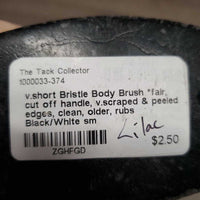 The Tack Collector
1000033-374
v.short Bristle Body Brush *fair,
cut off handle, v.scraped & peeled
edges, clean, older, rubs
Black/White sm
Lilac
$2.50
ZGHFGD